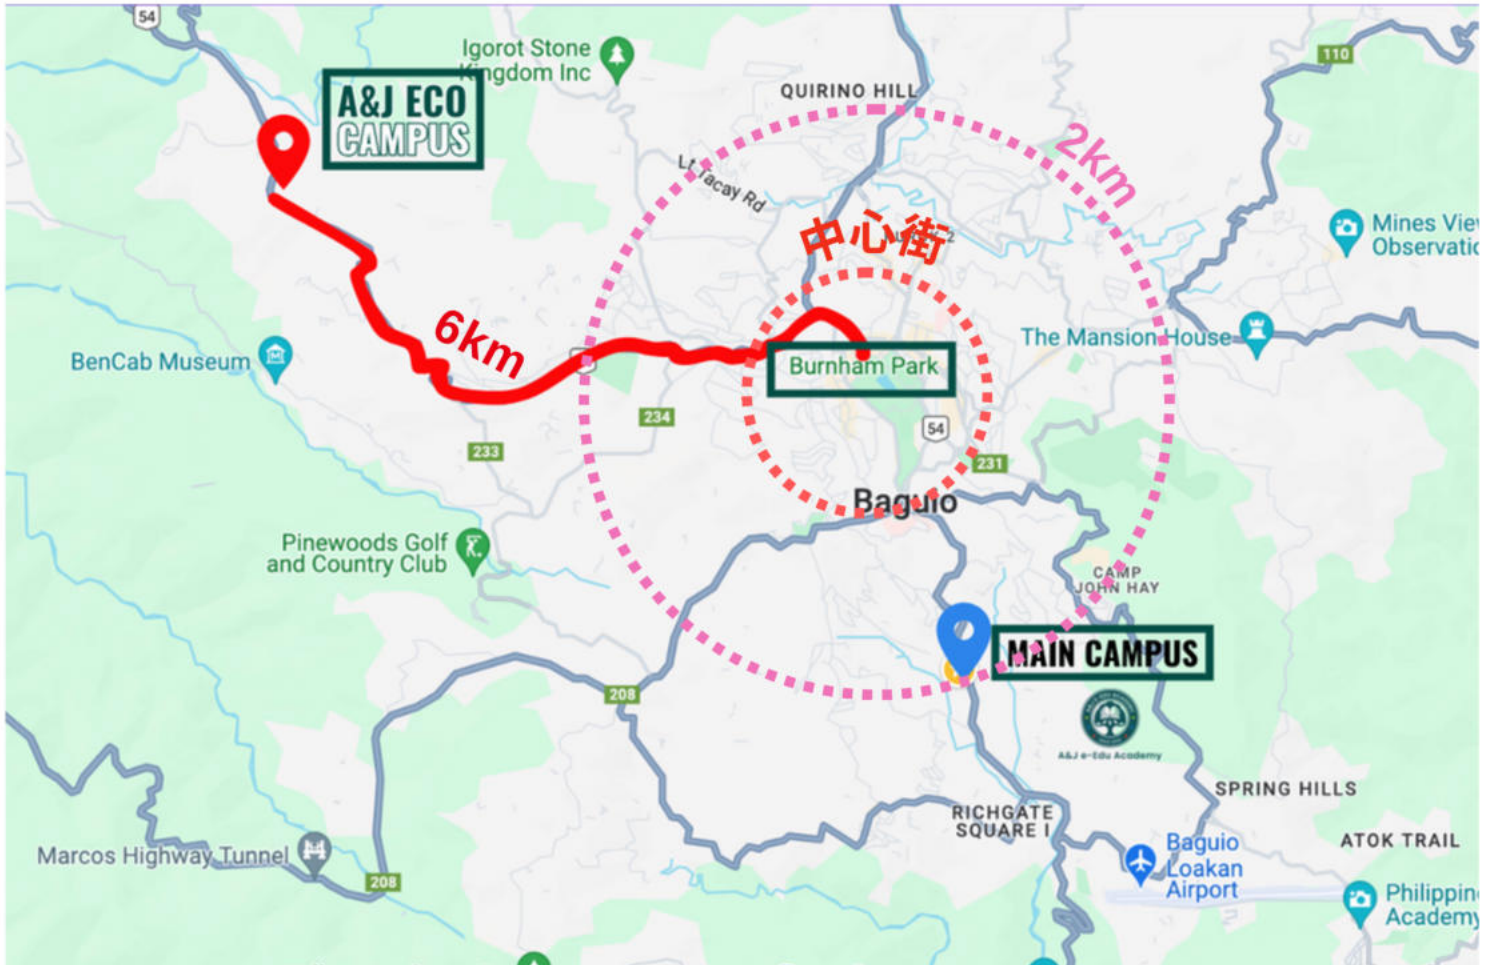 54
110
Igorot Stone
Kingdom Inc
A&J ECO
CAMPUS
QUIRINO HILL
2km
Lt Tacay Rd
中心街
Mines View
Observatio
The Mansion House
6km
BenCab Museum
Burnham Park
234
54
233
231
Baguio
Pinewoods Golf
and Country Club
CAMP
JOHN HAY
MAIN CAMPUS
208
A&J e-Edu Academy
SPRING HILLS
RICHGATE
SQUARE I
ATOK TRAIL
Marcos Highway Tunnel
Baguio
Loakan
Airport
208
Philippin
Academy